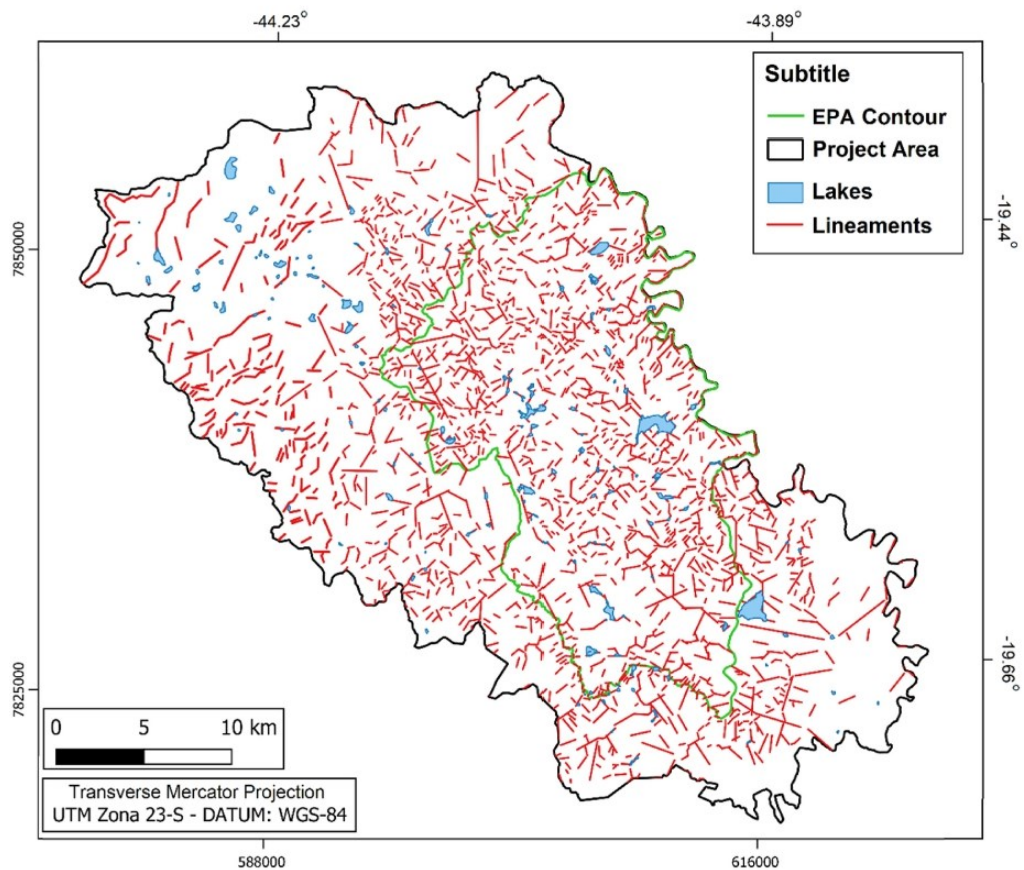 -44.23°
-43.89°
Subtitle
EPA Contour
Project Area
Lakes
Lineaments
-19.44°
7850000
-19.66°
7825000
0 5 10 km
Transverse Mercator Projection
UTM Zona 23-S - DATUM: WGS-84
588000
616000